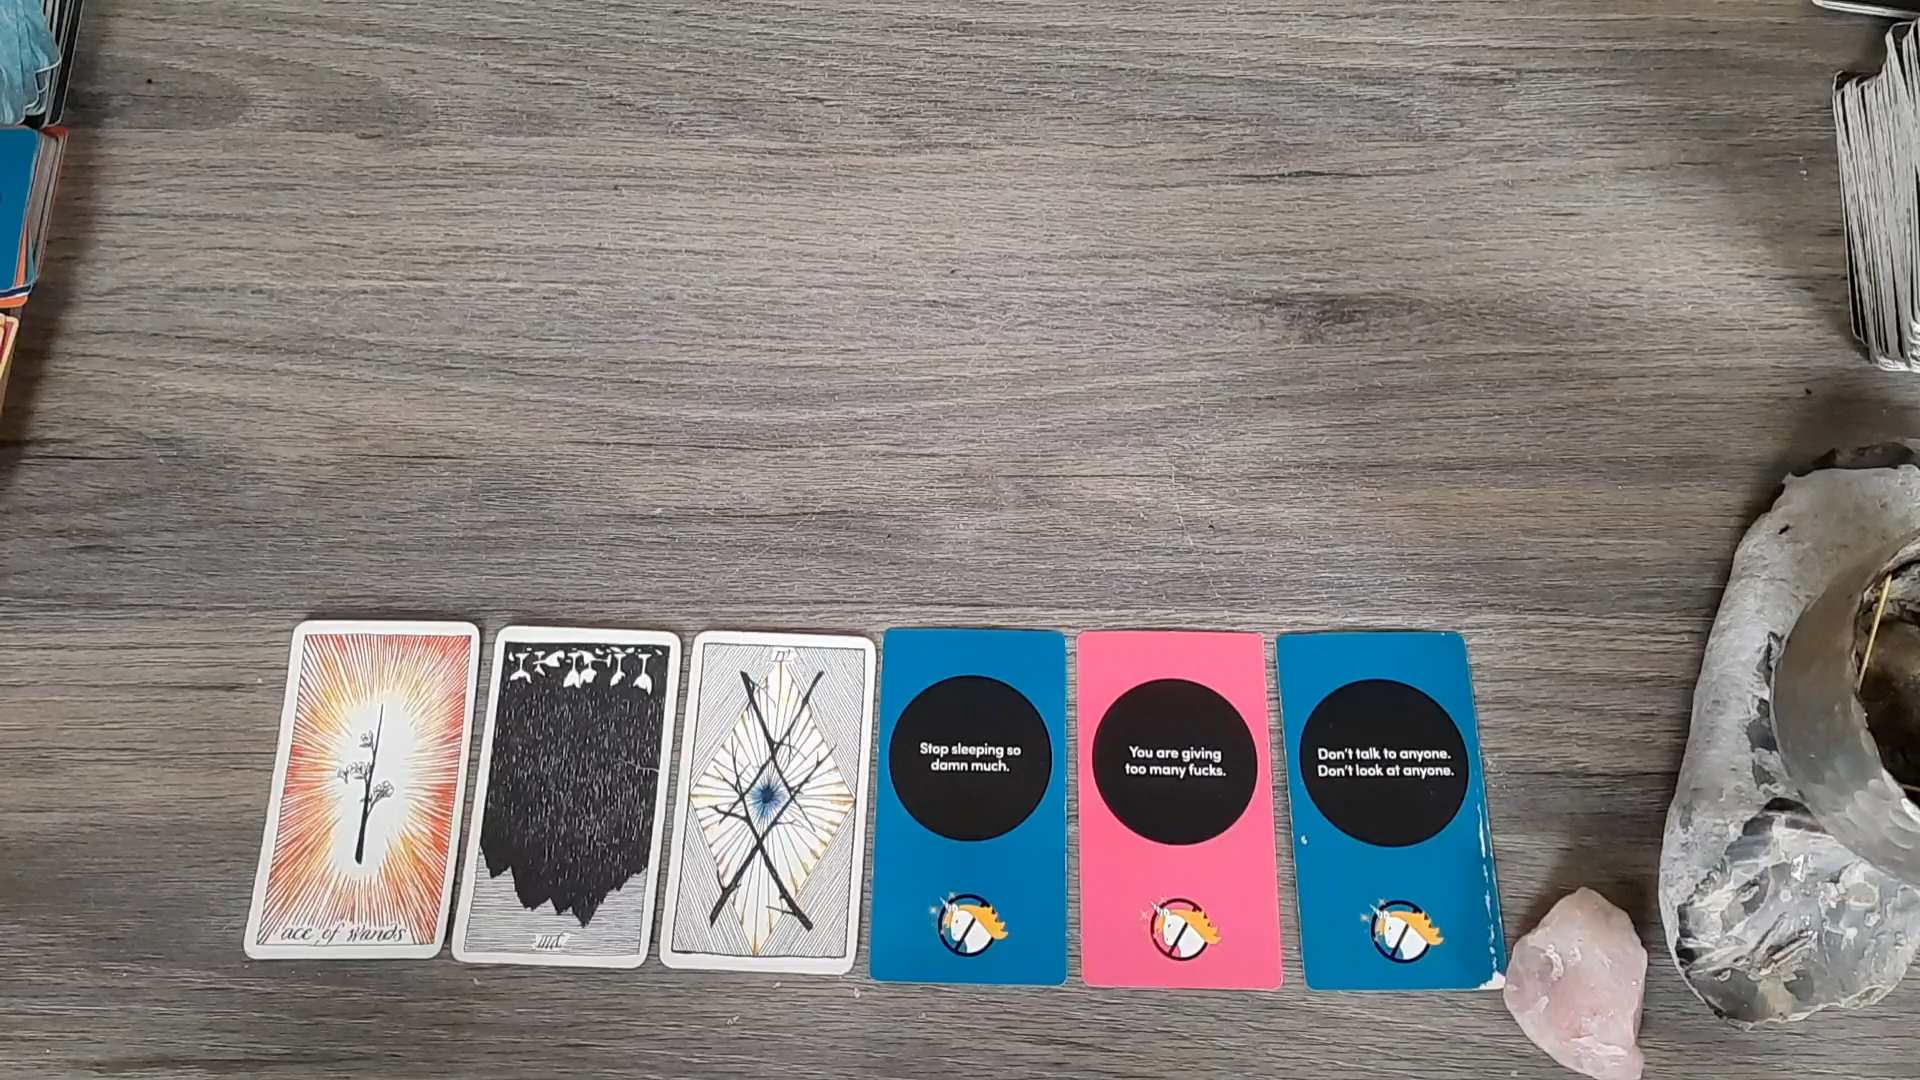 ace of wands
Stop sleeping so
damn much.
You are giving
too many fucks.
Don't talk to anyone.
Don't look at anyone.